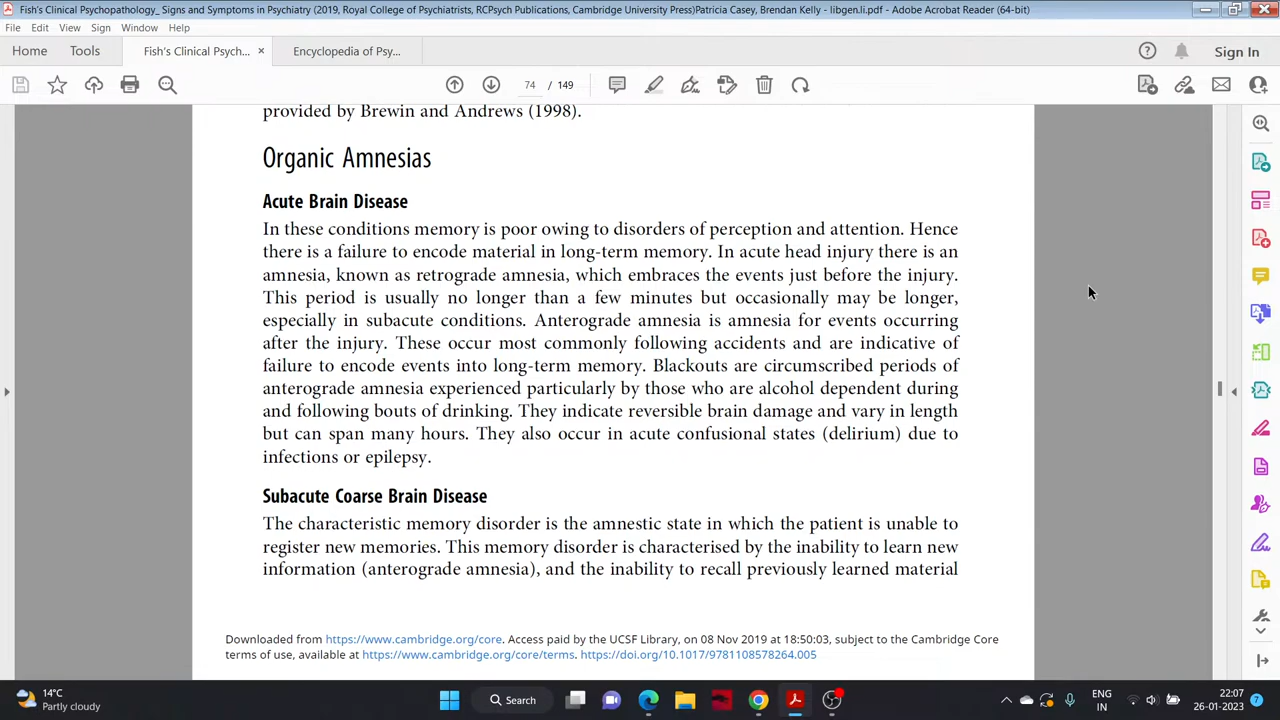 Fish's Clinical Psychopathology_ Signs and Symptoms in Psychiatry (2019, Royal College of Psychiatrists, RCPsych Publications, Cambridge University Press)Patricia Casey, Brendan Kelly - libgen.li.pdf - Adobe Acrobat Reader (64-bit)
File Edit View Sign Window Help
Home Tools Fish's Clinical Psych... × Encyclopedia of Psy... Sign In
74 / 149
provided by Brewin and Andrews (1998).
Organic Amnesias
Acute Brain Disease
In these conditions memory is poor owing to disorders of perception and attention. Hence
there is a failure to encode material in long-term memory. In acute head injury there is an
amnesia, known as retrograde amnesia, which embraces the events just before the injury.
This period is usually no longer than a few minutes but occasionally may be longer,
especially in subacute conditions. Anterograde amnesia is amnesia for events occurring
after the injury. These occur most commonly following accidents and are indicative of
failure to encode events into long-term memory. Blackouts are circumscribed periods of
anterograde amnesia experienced particularly by those who are alcohol dependent during
and following bouts of drinking. They indicate reversible brain damage and vary in length
but can span many hours. They also occur in acute confusional states (delirium) due to
infections or epilepsy.
Subacute Coarse Brain Disease
The characteristic memory disorder is the amnestic state in which the patient is unable to
register new memories. This memory disorder is characterised by the inability to learn new
information (anterograde amnesia), and the inability to recall previously learned material
Downloaded from https://www.cambridge.org/core. Access paid by the UCSF Library, on 08 Nov 2019 at 18:50:03, subject to the Cambridge Core
terms of use, available at https://www.cambridge.org/core/terms. https://doi.org/10.1017/9781108578264.005
14°C
Partly cloudy
Search
ENG
IN
22:07
26-01-2023
7